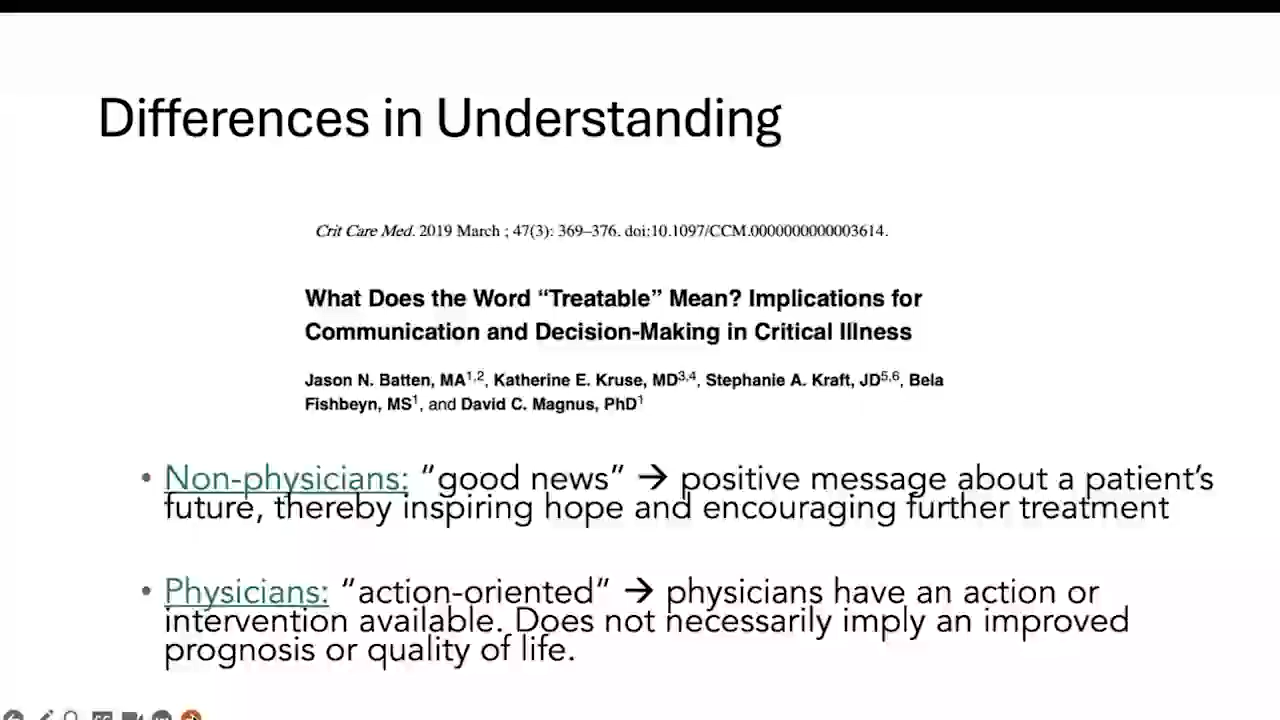 Differences in Understanding
Crit Care Med. 2019 March ; 47(3): 369–376. doi:10.1097/CCM.0000000000003614.
What Does the Word “Treatable” Mean? Implications for
Communication and Decision-Making in Critical Illness
Jason N. Batten, MA1,2, Katherine E. Kruse, MD3,4, Stephanie A. Kraft, JD5,6, Bela
Fishbeyn, MS1, and David C. Magnus, PhD1
• Non-physicians: “good news” → positive message about a patient’s
future, thereby inspiring hope and encouraging further treatment
• Physicians: “action-oriented” → physicians have an action or
intervention available. Does not necessarily imply an improved
prognosis or quality of life.